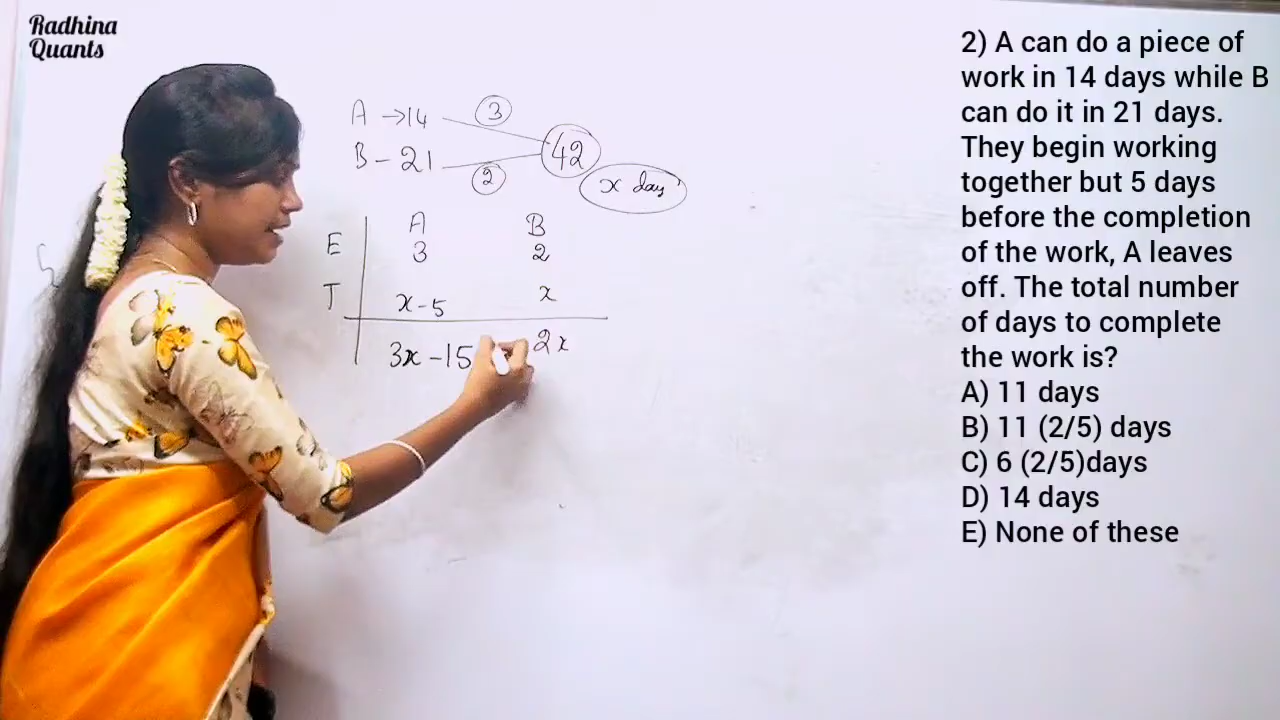 Radhina
Quants
A → 14 3
B - 21 2 42
x days
A B
E 3 2
T x - 5 x
3x - 15 2x
2) A can do a piece of
work in 14 days while B
can do it in 21 days.
They begin working
together but 5 days
before the completion
of the work, A leaves
off. The total number
of days to complete
the work is?
A) 11 days
B) 11 (2/5) days
C) 6 (2/5)days
D) 14 days
E) None of these